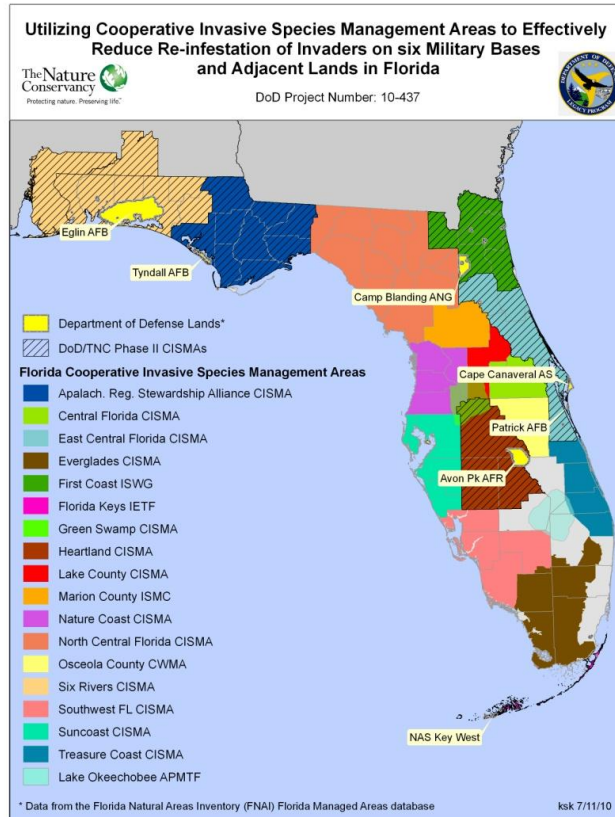 Utilizing Cooperative Invasive Species Management Areas to Effectively
Reduce Re-infestation of Invaders on six Military Bases
and Adjacent Lands in Florida
The Nature
Conservancy
Protecting nature. Preserving life.™
DoD Project Number: 10-437
DEPARTMENT OF DEFENSE
LEGACY PROGRAM
Eglin AFB
Tyndall AFB
Camp Blanding ANG
Cape Canaveral AS
Patrick AFB
Avon Pk AFR
NAS Key West
Department of Defense Lands*
DoD/TNC Phase II CISMAs
Florida Cooperative Invasive Species Management Areas
Apalach. Reg. Stewardship Alliance CISMA
Central Florida CISMA
East Central Florida CISMA
Everglades CISMA
First Coast ISWG
Florida Keys IETF
Green Swamp CISMA
Heartland CISMA
Lake County CISMA
Marion County ISMC
Nature Coast CISMA
North Central Florida CISMA
Osceola County CWMA
Six Rivers CISMA
Southwest FL CISMA
Suncoast CISMA
Treasure Coast CISMA
Lake Okeechobee APMTF
* Data from the Florida Natural Areas Inventory (FNAI) Florida Managed Areas database
ksk 7/11/10